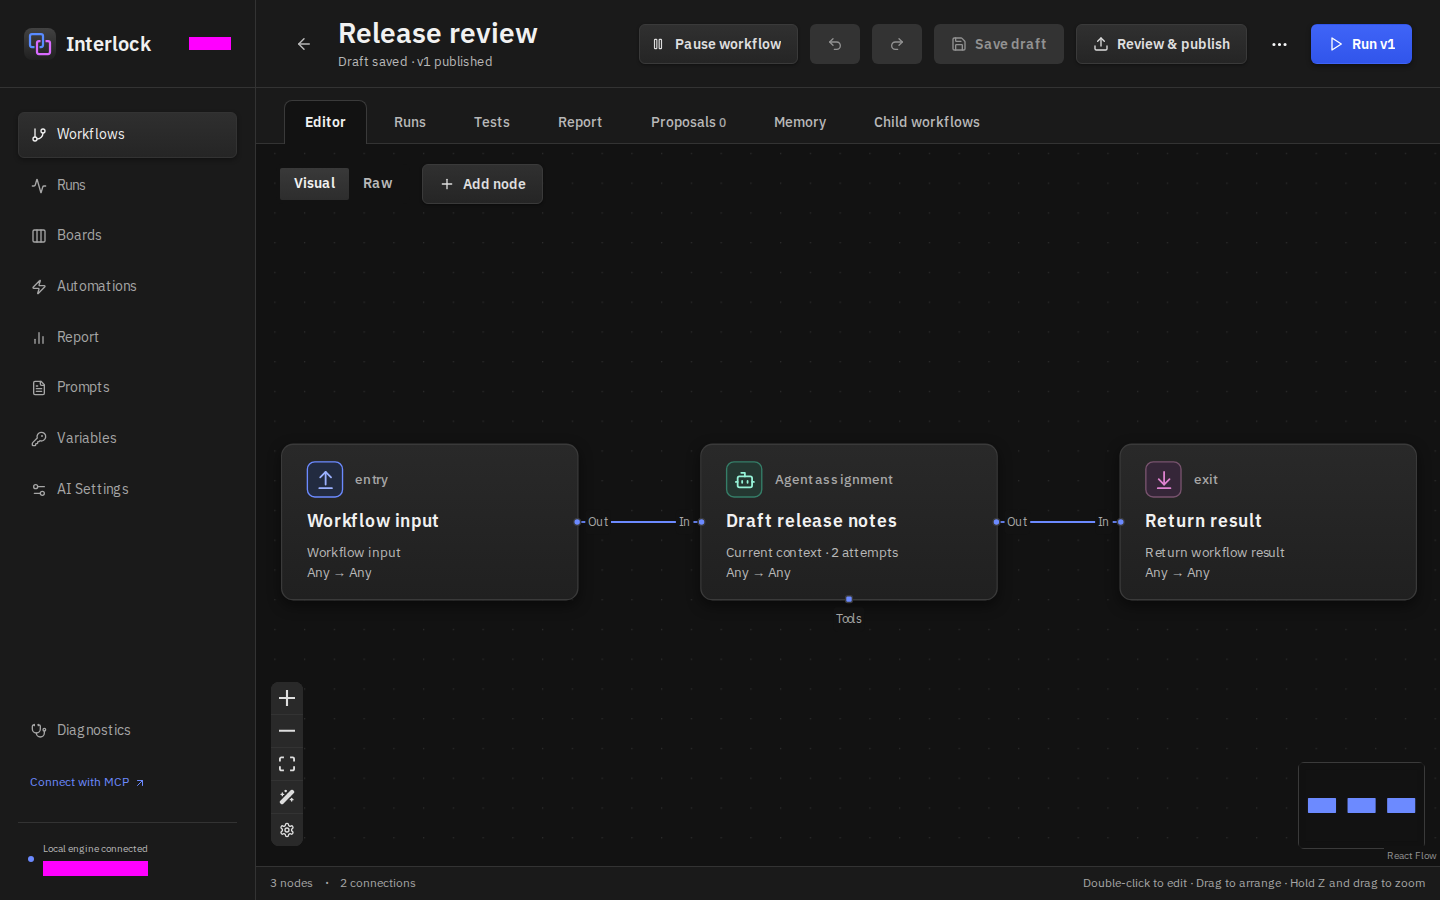 Interlock
Release review
Draft saved · v1 published
Pause workflow
Save draft
Review & publish
Run v1
Workflows
Runs
Boards
Automations
Report
Prompts
Variables
AI Settings
Diagnostics
Connect with MCP
Local engine connected
Editor
Runs
Tests
Report
Proposals 0
Memory
Child workflows
Visual
Raw
Add node
entry
Workflow input
Workflow input
Any → Any
Out
In
Agent assignment
Draft release notes
Current context · 2 attempts
Any → Any
Tools
Out
In
exit
Return result
Return workflow result
Any → Any
React Flow
3 nodes · 2 connections
Double-click to edit · Drag to arrange · Hold Z and drag to zoom